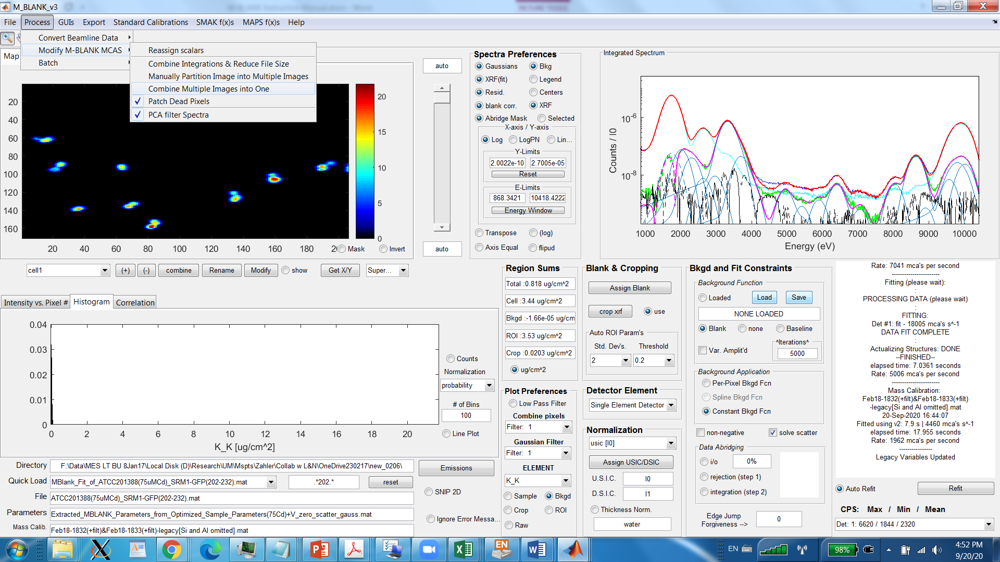 M_BLANK_v3
File Process GUIs Export Standard Calibrations SMAK f(x)s MAPS f(x)s Help
Convert Beamline Data
Modify M-BLANK MCAS
Batch
Reassign scalars
Combine Integrations & Reduce File Size
Manually Partition Image into Multiple Images
Combine Multiple Images into One
Patch Dead Pixels
PCA filter Spectra
Map
20
40
60
80
100
120
140
160
20 40 60 80 100 120 140 160 180
20
15
10
5
0
Mask Invert
auto
auto
cell1 (+) (-) combine Rename Modify show Get X/Y Super...
Spectra Preferences
Gaussians Bkg
XRF(fit) Legend
Resid. Centers
blank corr. XRF
Abridge Mask Selected
X-axis / Y-axis
Log LogPN Lin...
Y-Limits
2.0022e-10 2.7005e-05
Reset
E-Limits
868.3421 10418.4222
Energy Window
Transpose (log)
Axis Equal flipud
Integrated Spectrum
Counts / I0
10-6
10-8
1000 2000 3000 4000 5000 6000 7000 8000 9000 10000
Energy (eV)
Intensity vs. Pixel # Histogram Correlation
0.04
0.03
0.02
0.01
0
0 2 4 6 8 10 12 14 16 18 20
K_K [ug/cm^2]
Counts
Normalization
probability
# of Bins
100
Line Plot
Region Sums
Total :0.818 ug/cm^2
Cell :3.44 ug/cm^2
Bkgd :-1.66e-05 ug/cm
ROI :3.53 ug/cm^2
Crop :0.0203 ug/cm^2
ug/cm^2
Plot Preferences
Low Pass Filter
Combine pixels
Filter: 1
Gaussian Filter
Filter: 1
ELEMENT
K_K
Sample Bkgd
Crop ROI
Raw
Blank & Cropping
Assign Blank
crop xrf use
Auto ROI Param's
Std. Dev's. Threshold
2 0.2
Detector Element
Single Element Detector
Normalization
usic [I0]
Assign USIC/DSIC
U.S.I.C. I0
D.S.I.C. I1
Thickness Norm.
water
Bkgd and Fit Constraints
Background Function
Loaded Load Save
NONE LOADED
Blank none Baseline
Var. Amplit'd
^Iterations^
5000
Background Application
Per-Pixel Bkgd Fcn
Spline Bkgd Fcn
Constant Bkgd Fcn
non-negative solve scatter
Data Abridging
i/o 0%
rejection (step 1)
integration (step 2)
Edge Jump
Forgiveness --> 0
Rate: 7041 mca's per second
-----------------------
Fitting (please wait):
:
PROCESSING DATA (please wait)
:
FITTING:
Det #1: fit - 18005 mca's s^-1
DATA FIT COMPLETE
:
Actualizing Structures: DONE
--FINISHED--
elapsed time: 7.0361 seconds
Rate: 5006 mca's per second
-----------------------
Mass Calibration:
Feb18-1832(+filt)&Feb18-1833(+filt)
-legacy[Si and Al omitted].mat
20-Sep-2020 16:44:07
Fitted using v2: 7.9 s | 4460 mca's s^-1
elapsed time: 17.955 seconds
Rate: 1962 mca's per second
----------------
Legacy Variables Updated
Auto Refit Refit
CPS: Max / Min / Mean
Det: 1: 6620 / 1844 / 2320
Directory F:\Data\MES LT BU 8Jan17\Local Disk (D)\Research\UM\Mspts\Zahler\Collab w L&N\OneDrive230217\new_0206\
Quick Load MBlank_Fit_of_ATCC201388(75uMCd)_SRM1-GFP(202-232).mat .*202.* reset
File ATCC201388(75uMCd)_SRM1-GFP(202-232).mat
Parameters Extracted_MBLANK_Parameters_from_Optimized_Sample_Parameters(75Cd)+V_zero_scatter_gauss.mat
Mass Calib. Feb18-1832(+filt)&Feb18-1833(+filt)-legacy[Si and Al omitted].mat
Emissions
SNIP 2D
Ignore Error Messa...
EN
EN
98%
4:52 PM
9/20/20